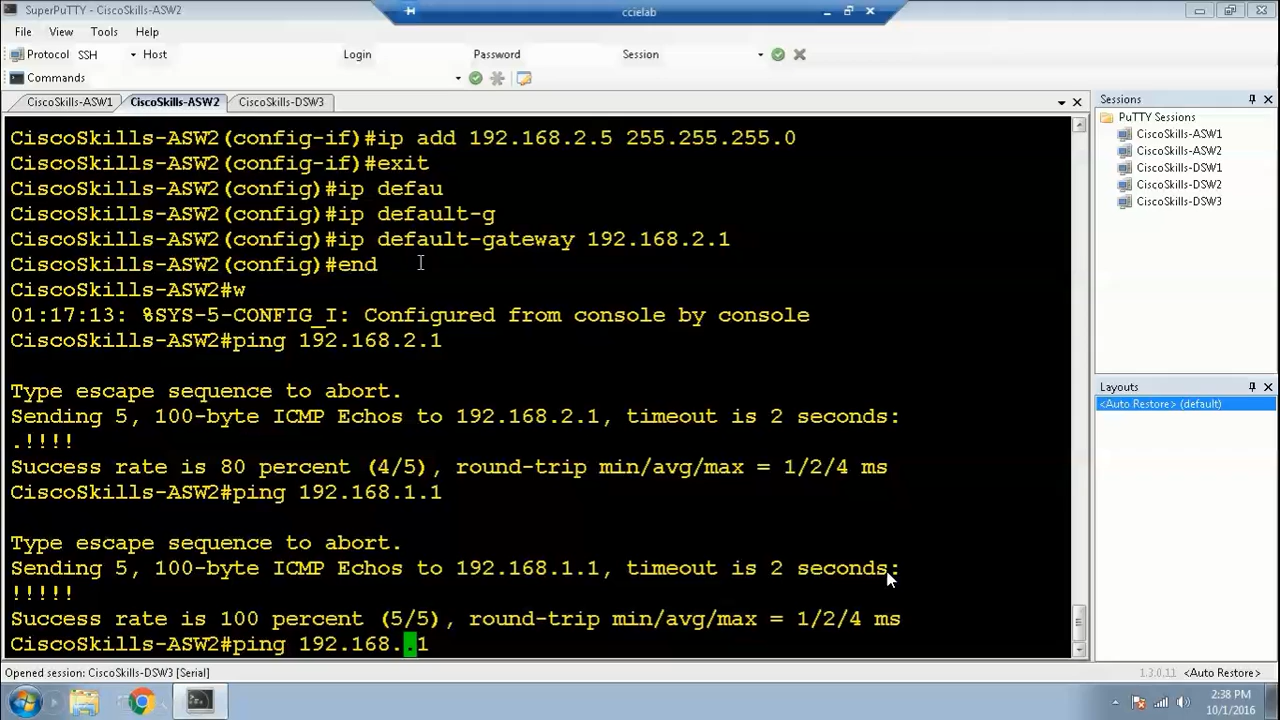 SuperPuTTY - CiscoSkills-ASW2
ccielab
File View Tools Help
Protocol SSH Host Login Password Session
Commands
CiscoSkills-ASW1 CiscoSkills-ASW2 CiscoSkills-DSW3
CiscoSkills-ASW2(config-if)#ip add 192.168.2.5 255.255.255.0
CiscoSkills-ASW2(config-if)#exit
CiscoSkills-ASW2(config)#ip defau
CiscoSkills-ASW2(config)#ip default-g
CiscoSkills-ASW2(config)#ip default-gateway 192.168.2.1
CiscoSkills-ASW2(config)#end
CiscoSkills-ASW2#w
01:17:13: %SYS-5-CONFIG_I: Configured from console by console
CiscoSkills-ASW2#ping 192.168.2.1
Type escape sequence to abort.
Sending 5, 100-byte ICMP Echos to 192.168.2.1, timeout is 2 seconds:
.!!!!
Success rate is 80 percent (4/5), round-trip min/avg/max = 1/2/4 ms
CiscoSkills-ASW2#ping 192.168.1.1
Type escape sequence to abort.
Sending 5, 100-byte ICMP Echos to 192.168.1.1, timeout is 2 seconds:
!!!!!
Success rate is 100 percent (5/5), round-trip min/avg/max = 1/2/4 ms
CiscoSkills-ASW2#ping 192.168..1
Sessions
PuTTY Sessions
CiscoSkills-ASW1
CiscoSkills-ASW2
CiscoSkills-DSW1
CiscoSkills-DSW2
CiscoSkills-DSW3
Layouts
<Auto Restore> (default)
Opened session: CiscoSkills-DSW3 [Serial]
1.3.0.11 <Auto Restore>
2:38 PM
10/1/2016